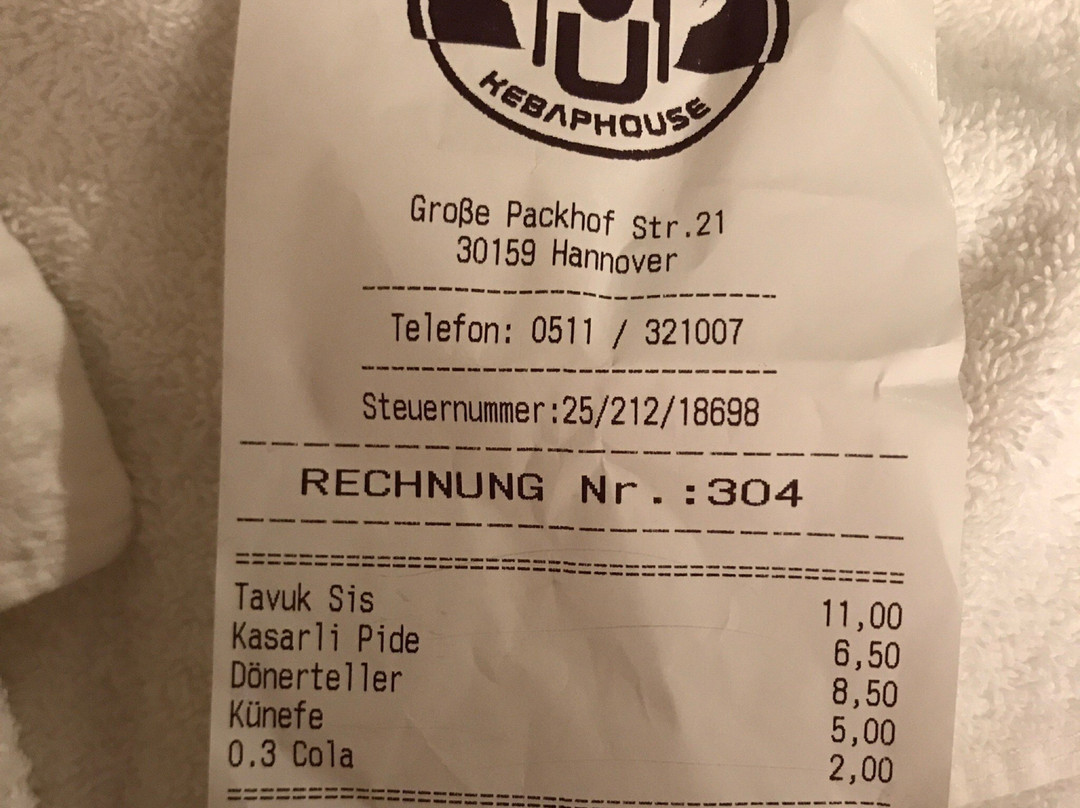 KEBAPHOUSE
Große Packhof Str.21
30159 Hannover
Telefon: 0511 / 321007
Steuernummer:25/212/18698
RECHNUNG Nr.:304
Tavuk Sis 11,00
Kasarli Pide 6,50
Dönerteller 8,50
Künefe 5,00
0.3 Cola 2,00